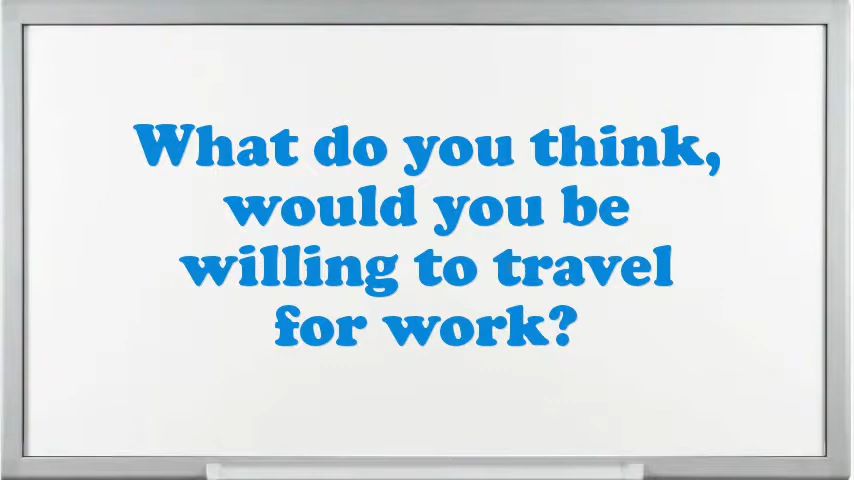 What do you think,
would you be
willing to travel
for work?